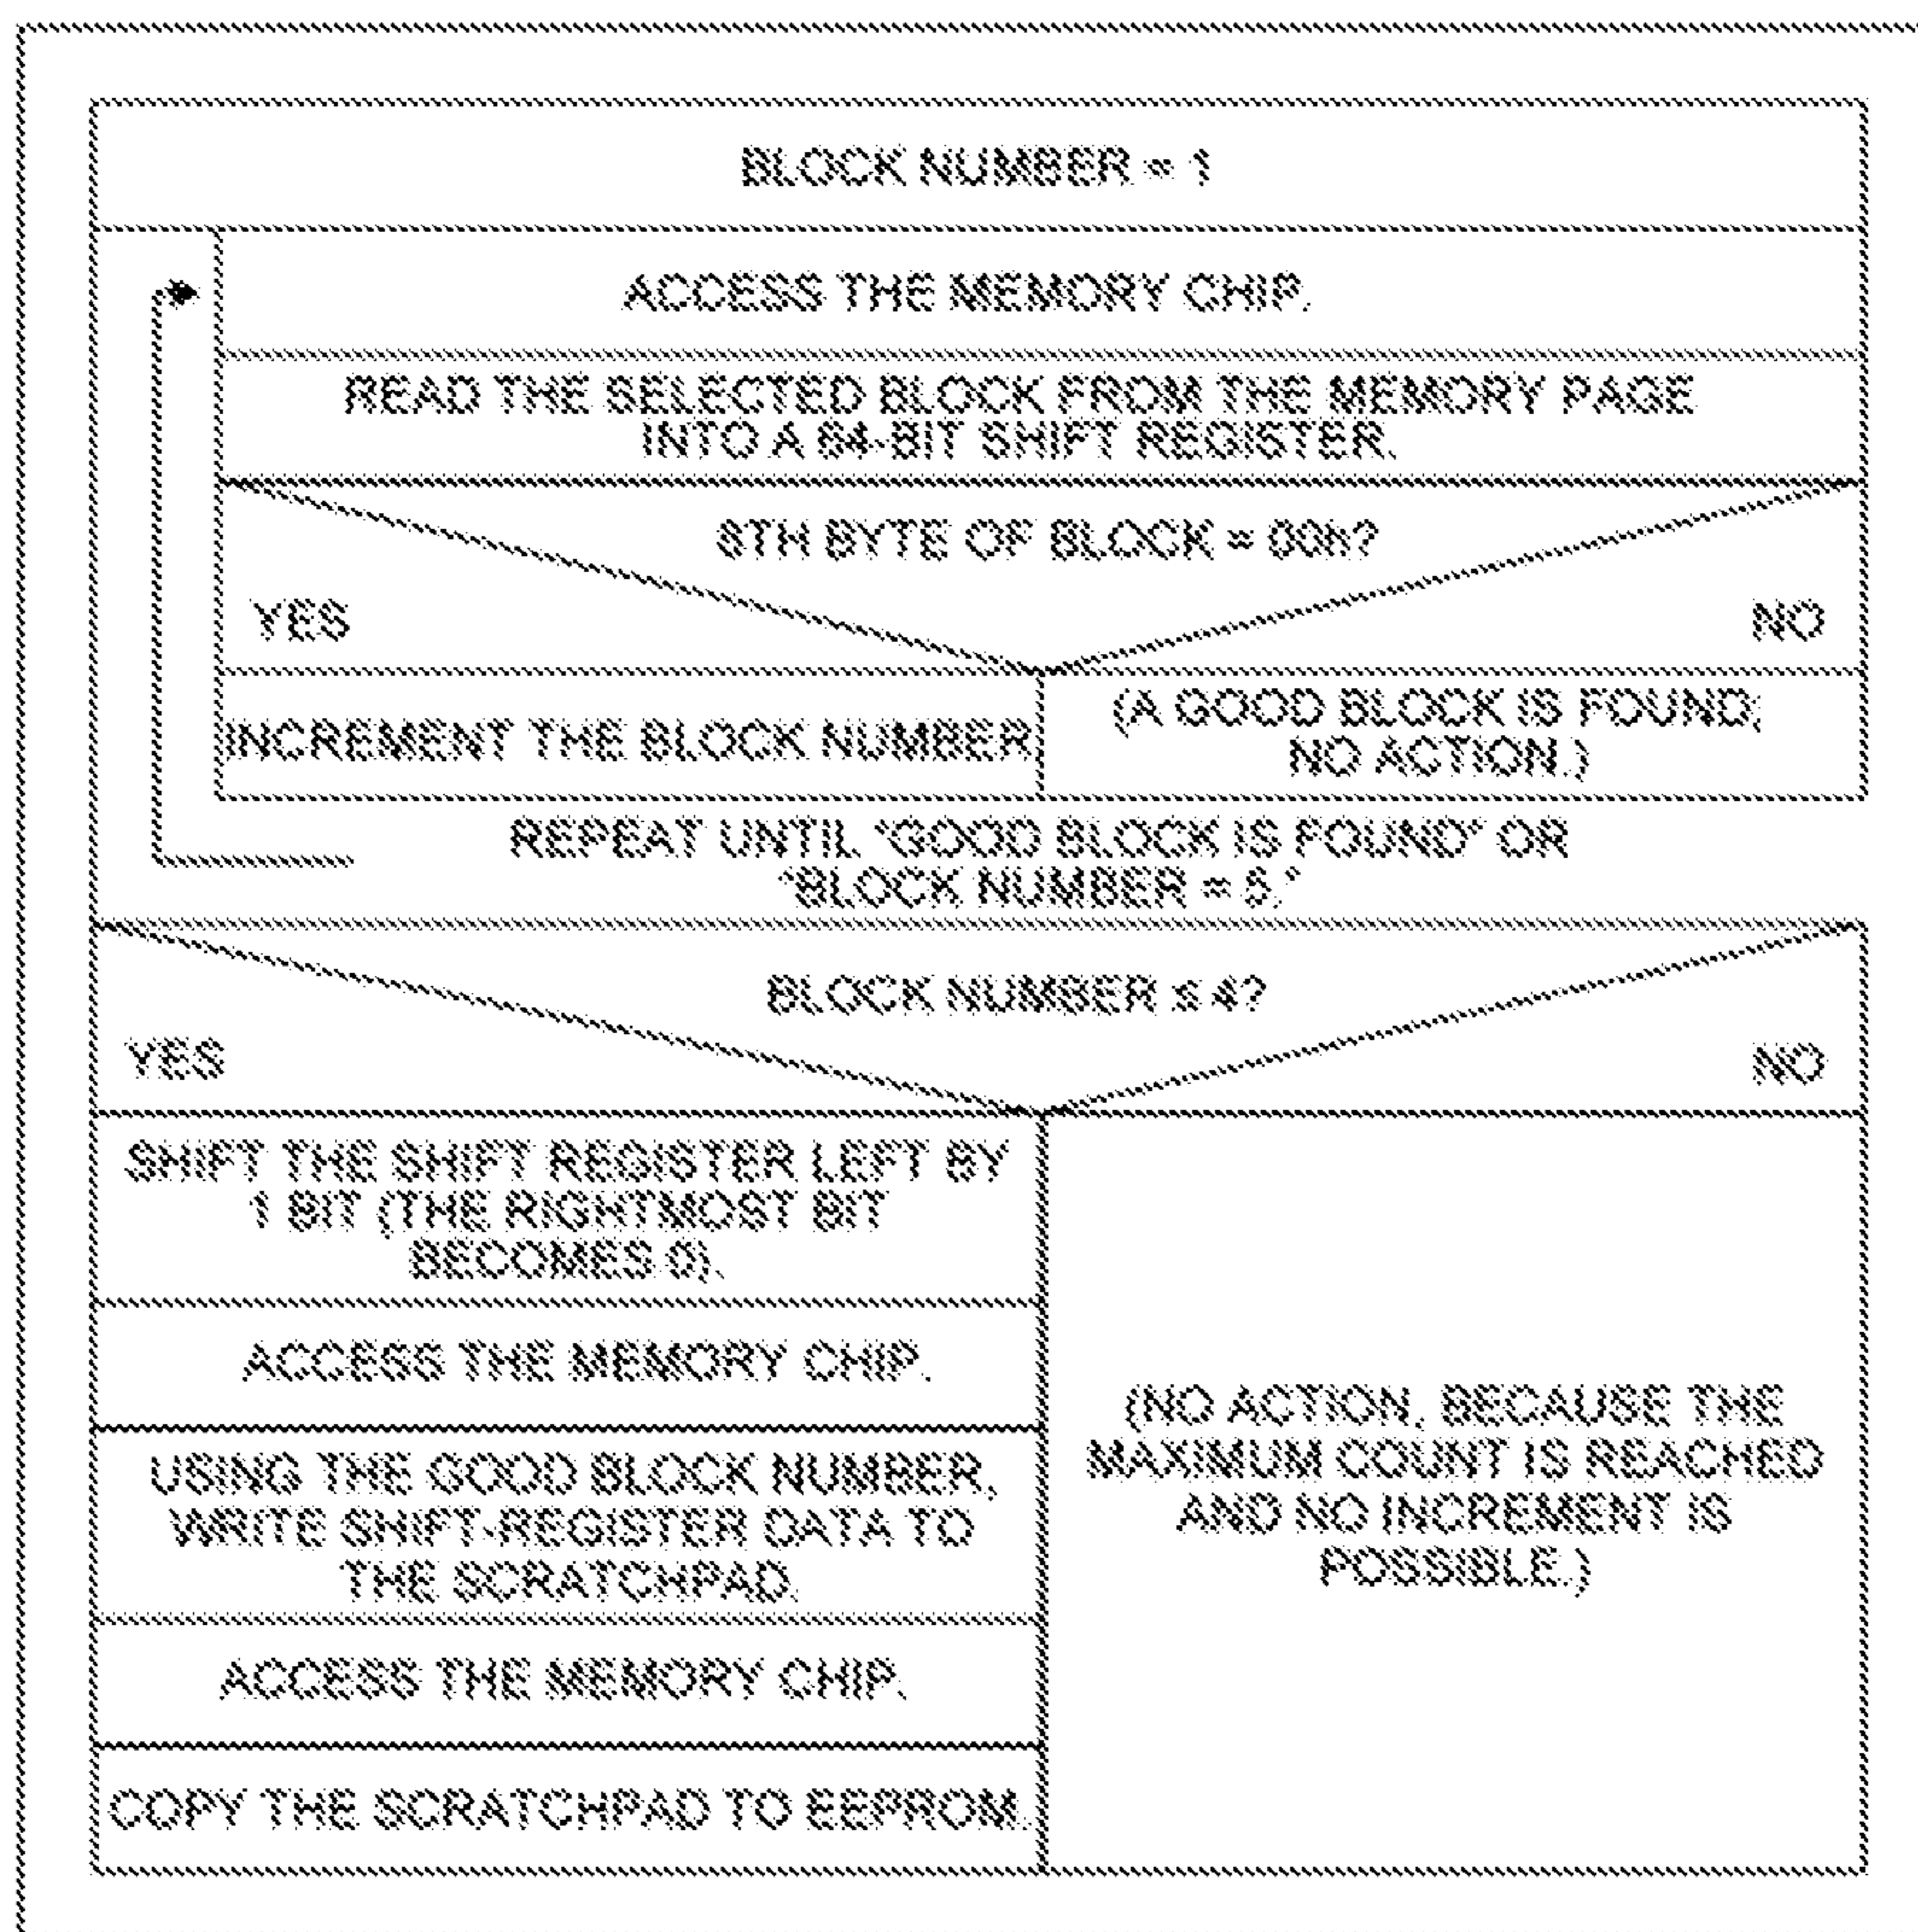 BLOCK NUMBER = 1
ACCESS THE MEMORY CHIP.
READ THE SELECTED BLOCK FROM THE MEMORY PAGE
INTO A 64-BIT SHIFT REGISTER.
8TH BYTE OF BLOCK = 00h?
YES
NO
INCREMENT THE BLOCK NUMBER
(A GOOD BLOCK IS FOUND;
NO ACTION.)
REPEAT UNTIL "GOOD BLOCK IS FOUND" OR
"BLOCK NUMBER = 5."
BLOCK NUMBER ≤ 4?
YES
NO
SHIFT THE SHIFT REGISTER LEFT BY
1 BIT (THE RIGHTMOST BIT
BECOMES 0).
ACCESS THE MEMORY CHIP.
USING THE GOOD BLOCK NUMBER,
WRITE SHIFT-REGISTER DATA TO
THE SCRATCHPAD.
ACCESS THE MEMORY CHIP.
COPY THE SCRATCHPAD TO EEPROM.
(NO ACTION, BECAUSE THE
MAXIMUM COUNT IS REACHED
AND NO INCREMENT IS
POSSIBLE.)